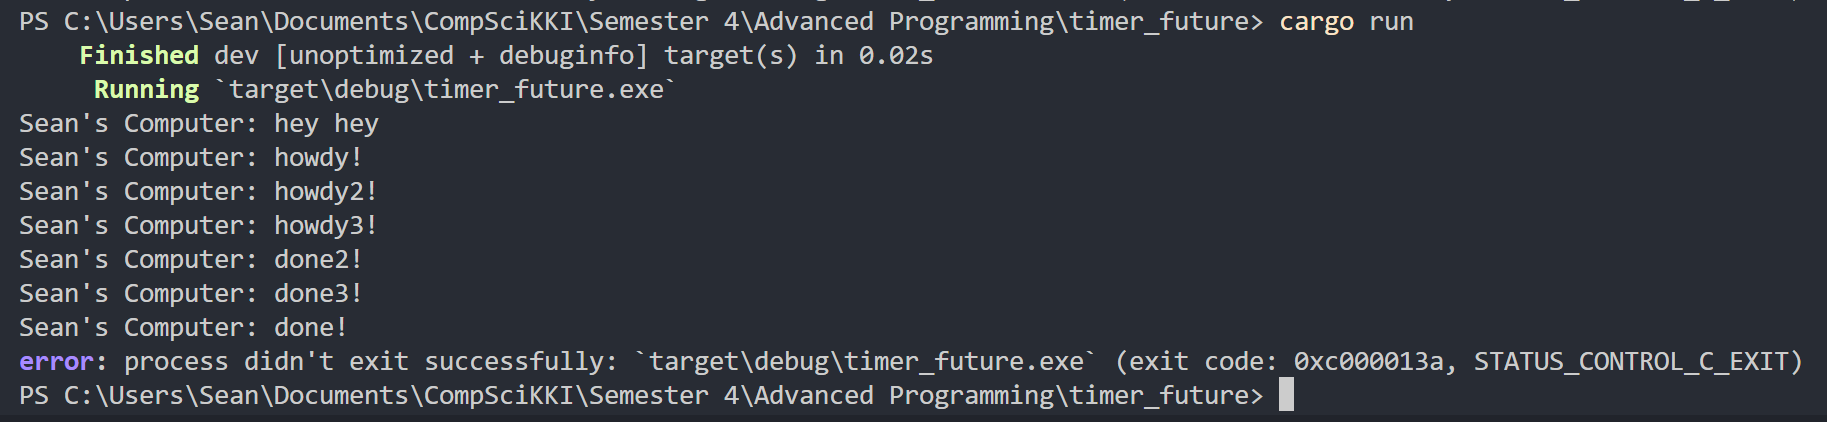 PS C:\Users\Sean\Documents\CompSciKKI\Semester 4\Advanced Programming\timer_future> cargo run
    Finished dev [unoptimized + debuginfo] target(s) in 0.02s
     Running `target\debug\timer_future.exe`
Sean's Computer: hey hey
Sean's Computer: howdy!
Sean's Computer: howdy2!
Sean's Computer: howdy3!
Sean's Computer: done2!
Sean's Computer: done3!
Sean's Computer: done!
error: process didn't exit successfully: `target\debug\timer_future.exe` (exit code: 0xc000013a, STATUS_CONTROL_C_EXIT)
PS C:\Users\Sean\Documents\CompSciKKI\Semester 4\Advanced Programming\timer_future>